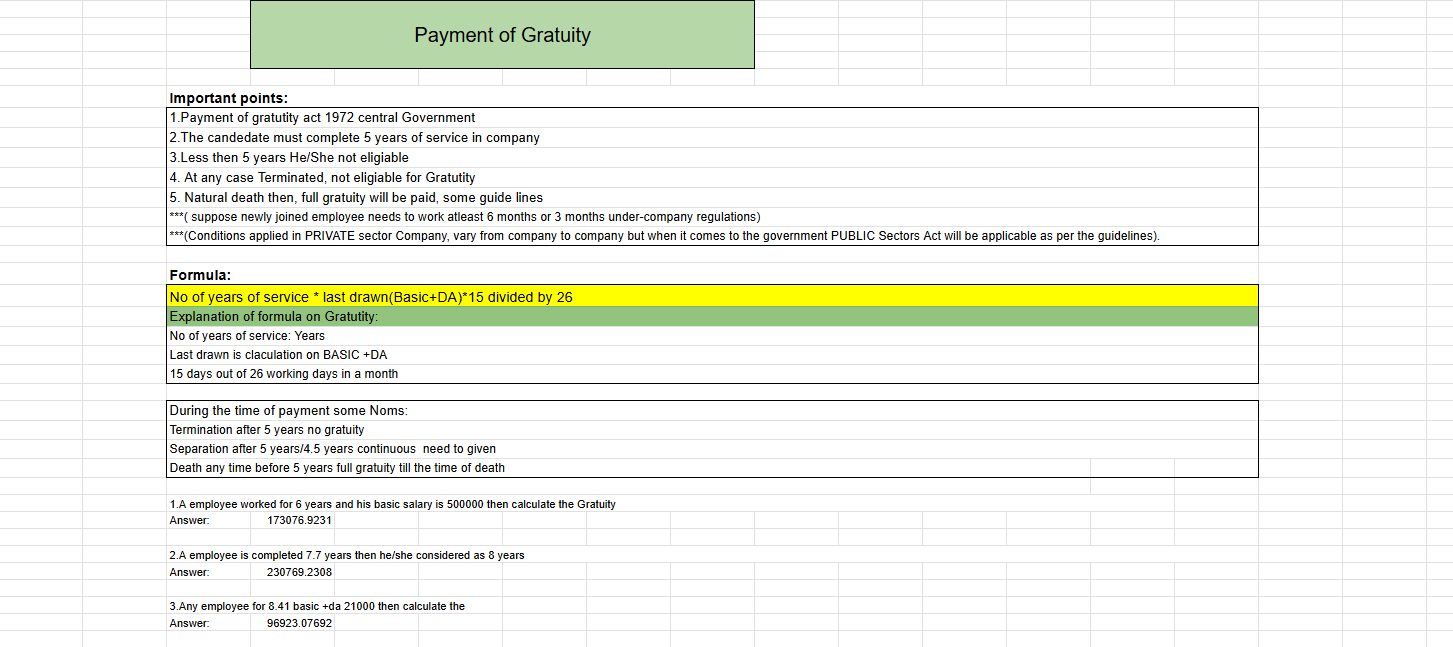 Payment of Gratuity
Important points:
1.Payment of gratutity act 1972 central Government
2.The candedate must complete 5 years of service in company
3.Less then 5 years He/She not eligiable
4. At any case Terminated, not eligiable for Gratutity
5. Natural death then, full gratuity will be paid, some guide lines
***( suppose newly joined employee needs to work atleast 6 months or 3 months under-company regulations)
***(Conditions applied in PRIVATE sector Company, vary from company to company but when it comes to the government PUBLIC Sectors Act will be applicable as per the guidelines).
Formula:
No of years of service * last drawn(Basic+DA)*15 divided by 26
Explanation of formula on Gratutity:
No of years of service: Years
Last drawn is claculation on BASIC +DA
15 days out of 26 working days in a month
During the time of payment some Noms:
Termination after 5 years no gratuity
Separation after 5 years/4.5 years continuous  need to given
Death any time before 5 years full gratuity till the time of death
1.A employee worked for 6 years and his basic salary is 500000 then calculate the Gratuity
Answer: 173076.9231
2.A employee is completed 7.7 years then he/she considered as 8 years
Answer: 230769.2308
3.Any employee for 8.41 basic +da 21000 then calculate the
Answer: 96923.07692